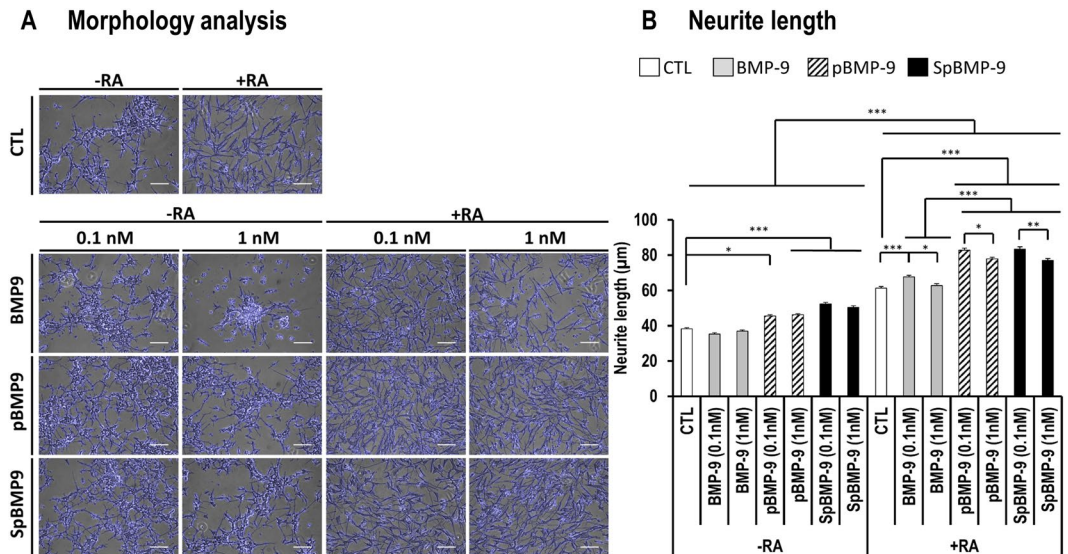 A Morphology analysis
-RA +RA
CTL
-RA +RA
0.1 nM 1 nM 0.1 nM 1 nM
BMP9
pBMP9
SpBMP9
B Neurite length
CTL BMP-9 pBMP-9 SpBMP-9
***
***
***
***
*
***
*
*
**
Neurite length (µm)
100
80
60
40
20
0
CTL
BMP-9 (0.1nM)
BMP-9 (1nM)
pBMP-9 (0.1nM)
pBMP-9 (1nM)
SpBMP-9 (0.1nM)
SpBMP-9 (1nM)
CTL
BMP-9 (0.1nM)
BMP-9 (1nM)
pBMP-9 (0.1nM)
pBMP-9 (1nM)
SpBMP-9 (0.1nM)
SpBMP-9 (1nM)
-RA +RA